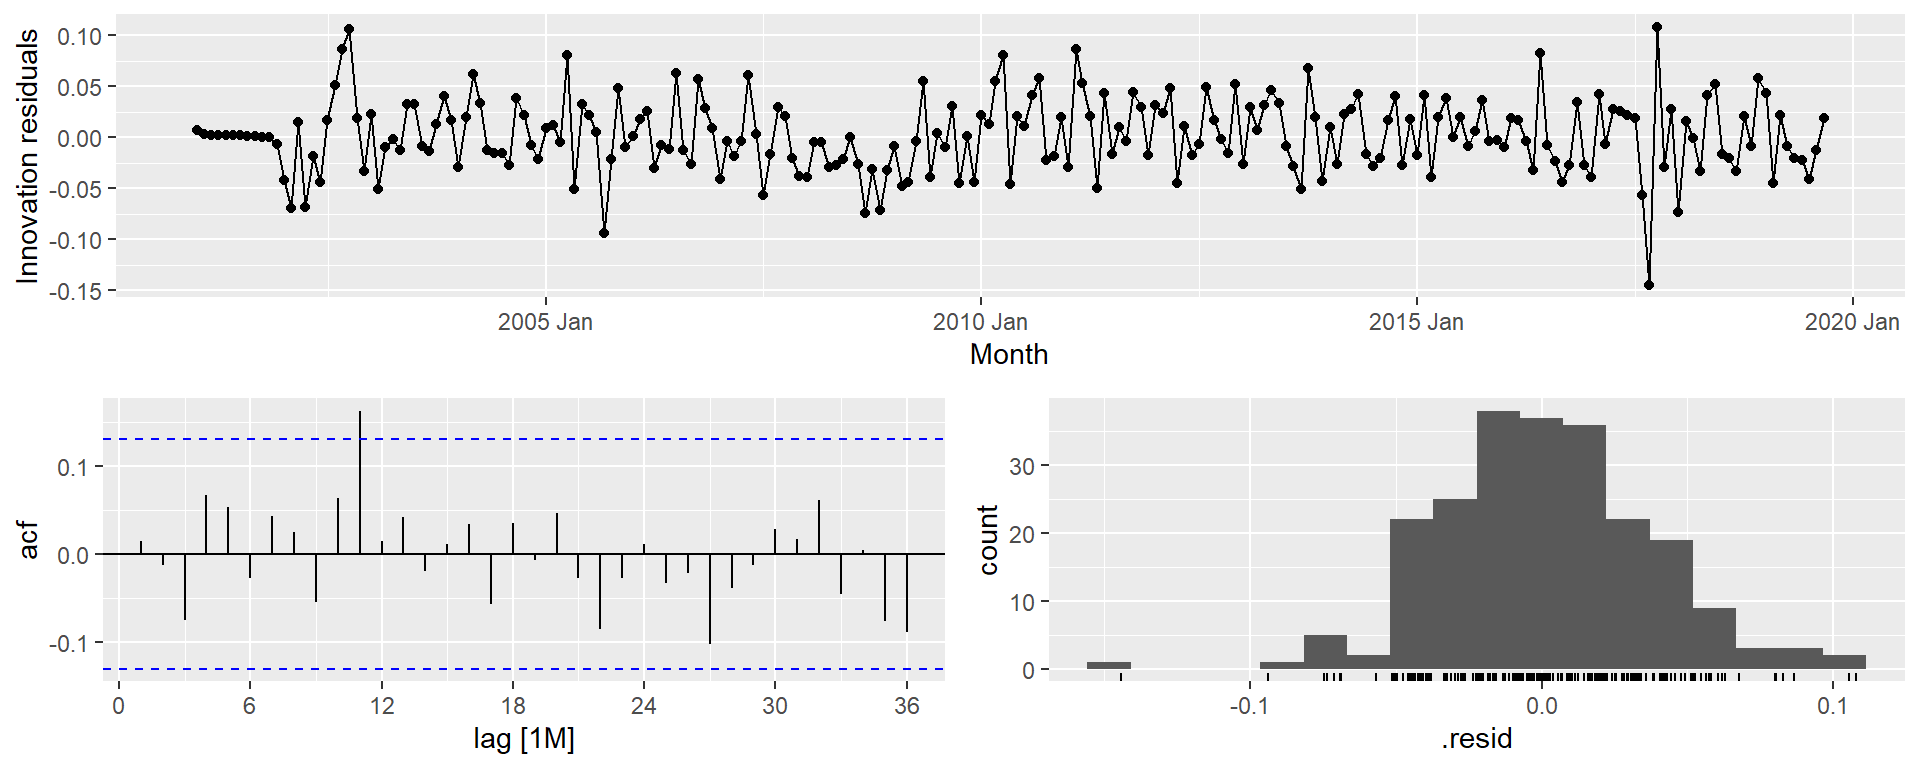 0.10
0.05
0.00
-0.05
-0.10
-0.15
Innovation residuals
2005 Jan
2010 Jan
2015 Jan
2020 Jan
Month
0.1
0.0
-0.1
acf
0
6
12
18
24
30
36
lag [1M]
30
20
10
0
count
-0.1
0.0
0.1
.resid